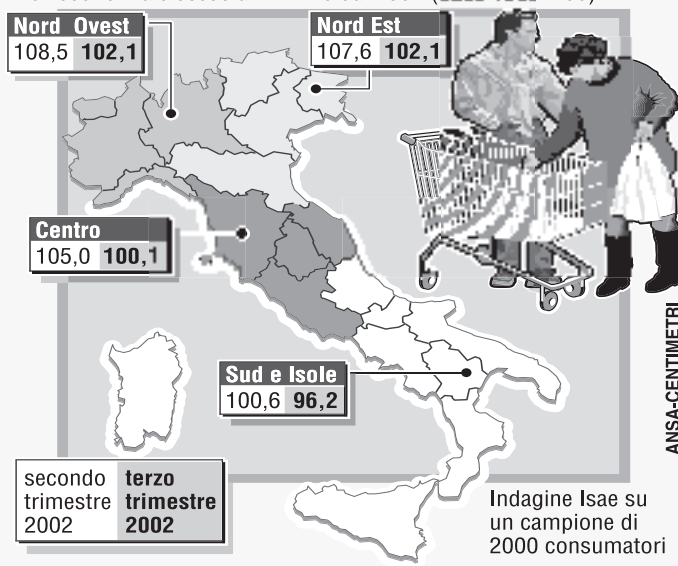 Nord Ovest
108,5 102,1
Nord Est
107,6 102,1
Centro
105,0 100,1
Sud e Isole
100,6 96,2
secondo terzo
trimestre trimestre
2002 2002
Indagine Isae su
un campione di
2000 consumatori
ANSA-CENTIMETRI